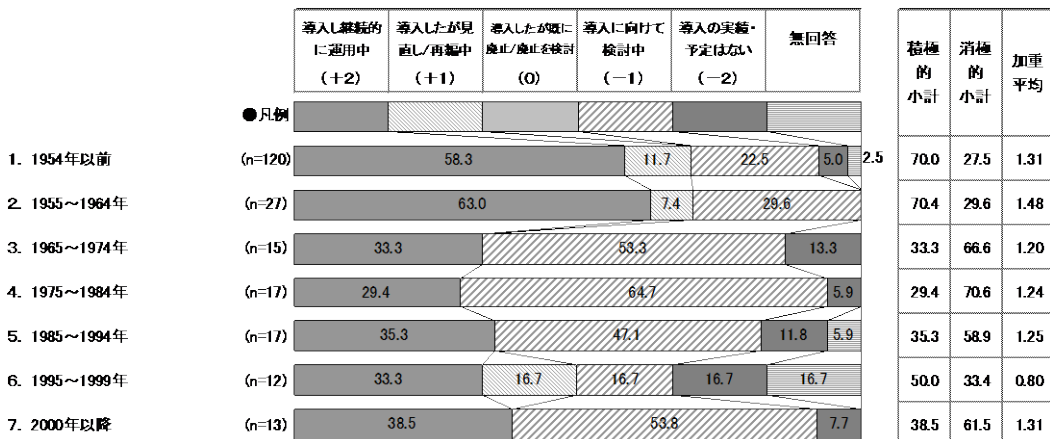 導入し継続的に運用中(+2) 導入したが見直し/再編中(+1) 導入したが既に廃止/廃止を検討(0) 導入に向けて検討中(−1) 導入の実績・予定はない(−2) 無回答 積極的小計 消極的小計 加重平均
●凡例
1. 1954年以前 (n=120) 58.3 11.7 22.5 5.0 2.5 70.0 27.5 1.31
2. 1955～1964年 (n=27) 63.0 7.4 29.6 70.4 29.6 1.48
3. 1965～1974年 (n=15) 33.3 53.3 13.3 33.3 66.6 1.20
4. 1975～1984年 (n=17) 29.4 64.7 5.9 29.4 70.6 1.24
5. 1985～1994年 (n=17) 35.3 47.1 11.8 5.9 35.3 58.9 1.25
6. 1995～1999年 (n=12) 33.3 16.7 16.7 16.7 16.7 50.0 33.4 0.80
7. 2000年以降 (n=13) 38.5 53.8 7.7 38.5 61.5 1.31